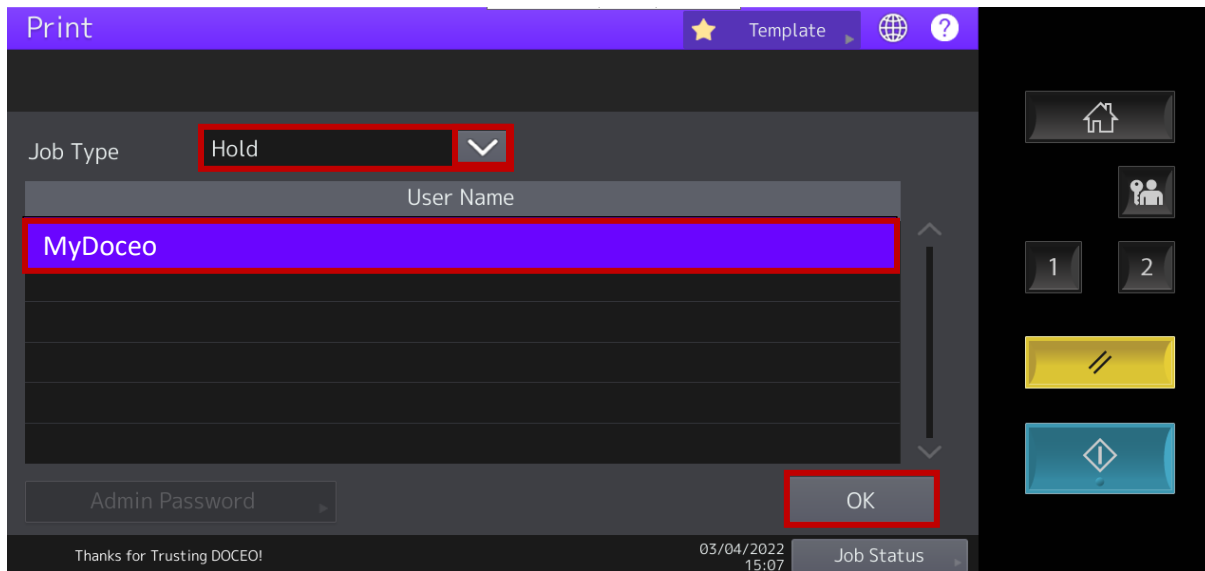 Print
Template
?
Job Type
Hold
User Name
MyDoceo
1
2
Admin Password
OK
Thanks for Trusting DOCEO!
03/04/2022
15:07
Job Status